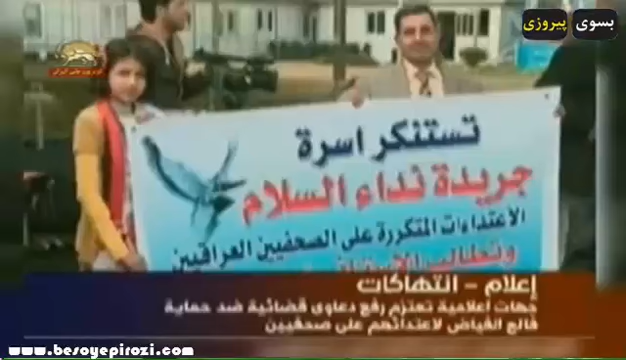 بسوی پیروزی
تستنكر اسرة
جريدة نداء السلام
الاعتداءات المتكررة على الصحفيين العراقيين
ونطالب
إعلام - انتهاكات
جهات اعلامية تعتزم رفع دعاوى قضائية ضد حماية
فالح الفياض لاعتدائهم على صحفيين
www.besoyepirozi.com